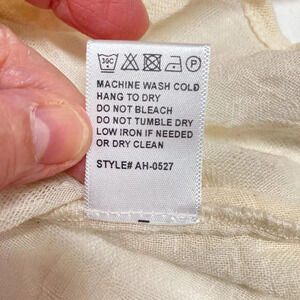 30C P
MACHINE WASH COLD
HANG TO DRY
DO NOT BLEACH
DO NOT TUMBLE DRY
LOW IRON IF NEEDED
OR DRY CLEAN
STYLE# AH-0527